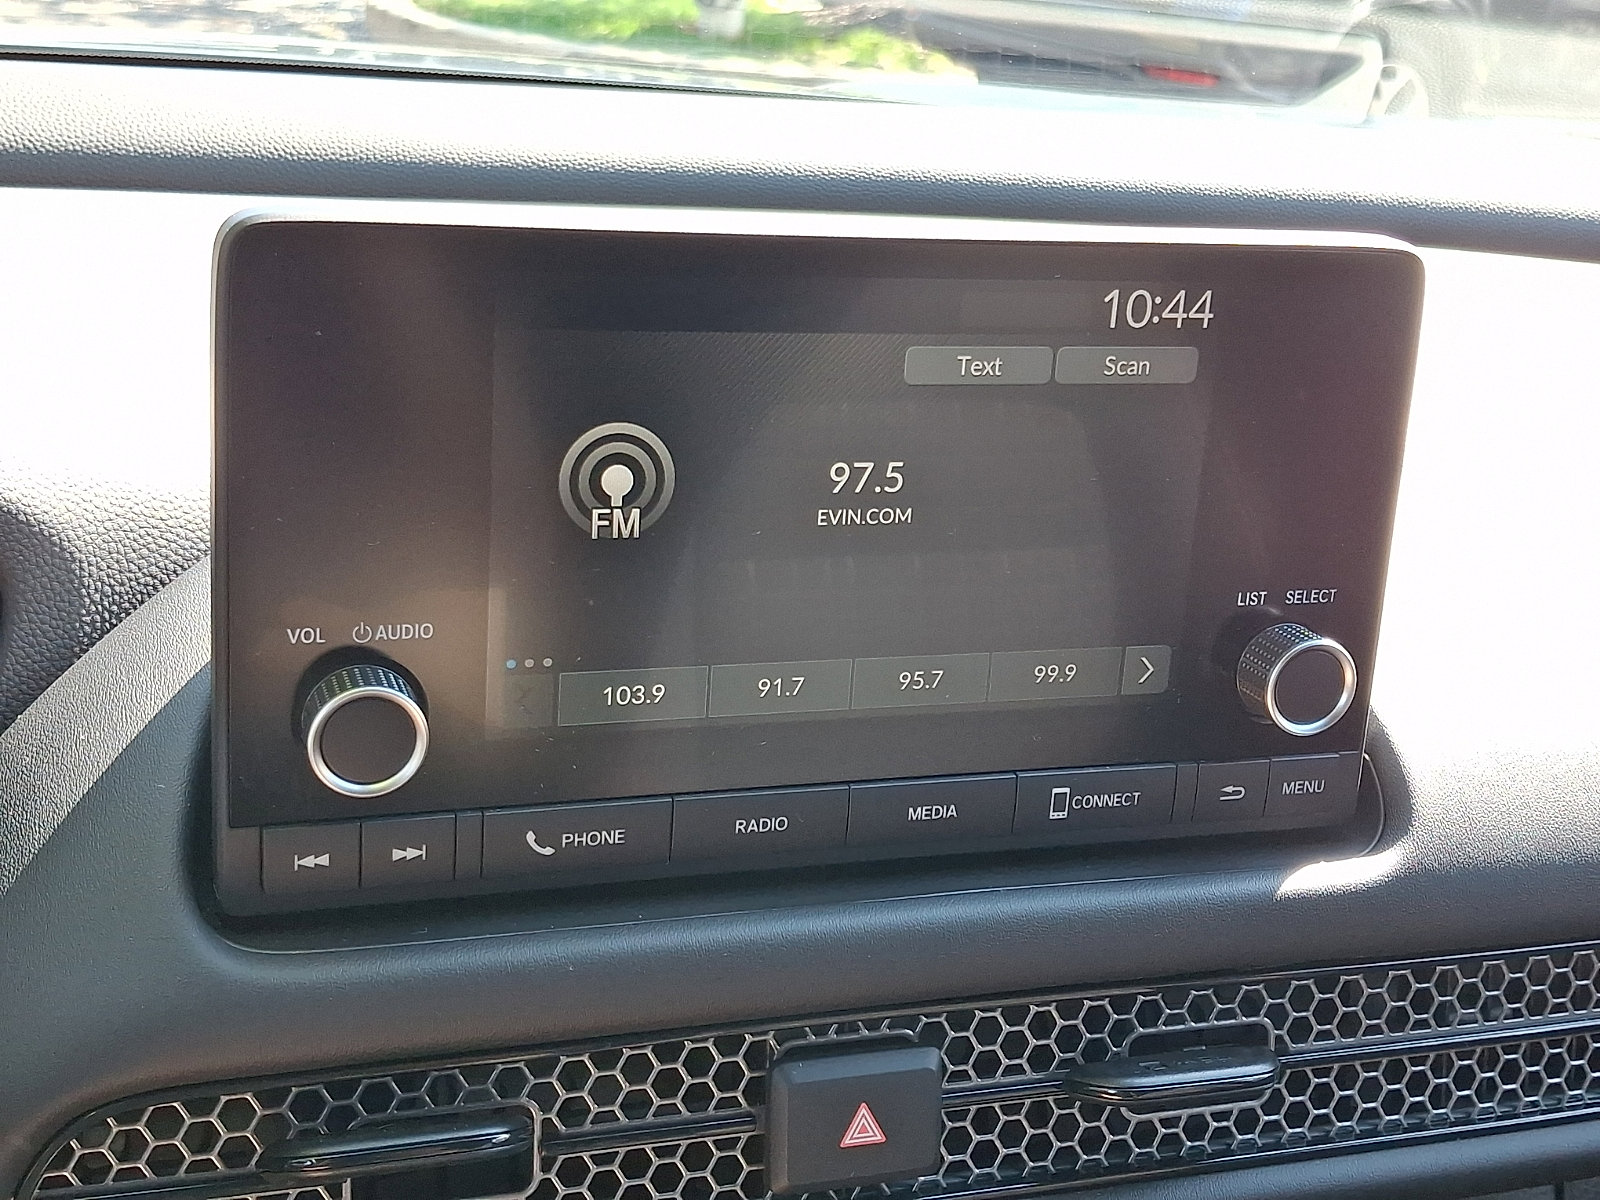 10:44
Text Scan
FM
97.5
EVIN.COM
LIST SELECT
VOL AUDIO
103.9 91.7 95.7 99.9
PHONE RADIO MEDIA CONNECT MENU